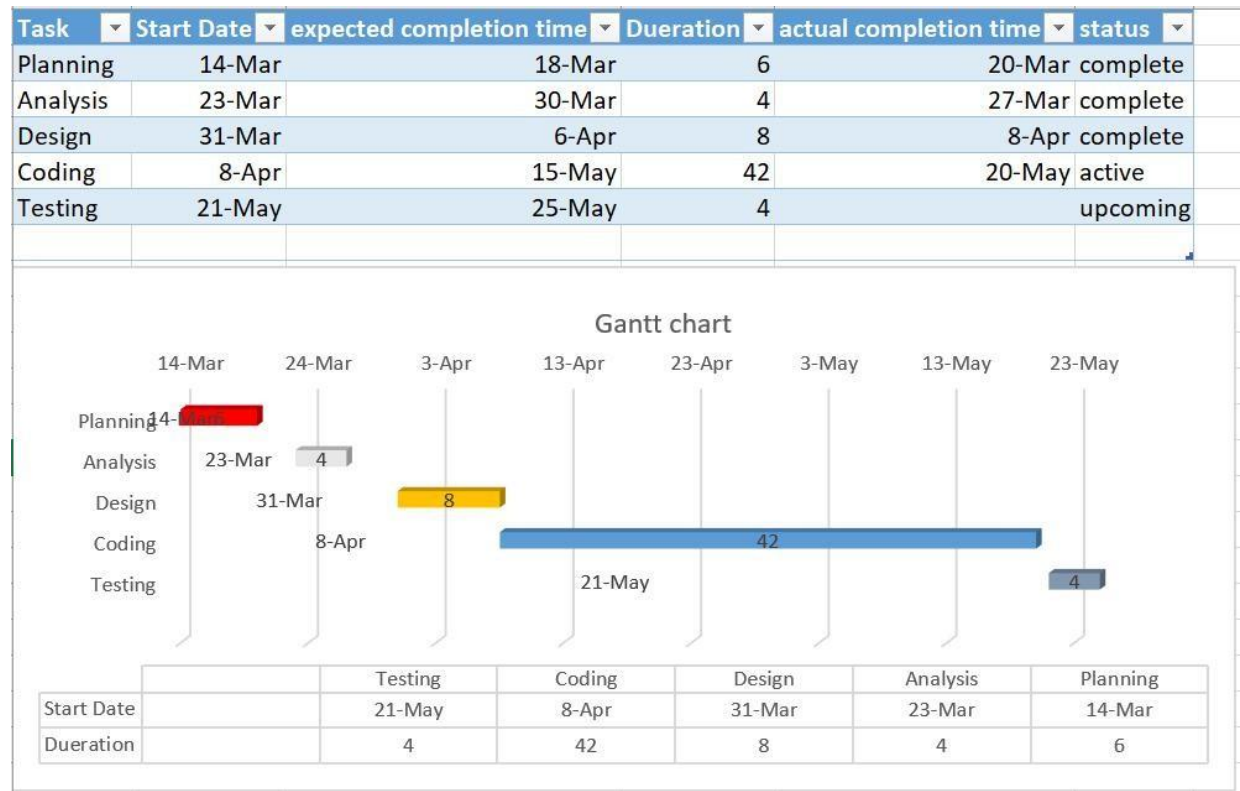 Task Start Date expected completion time Dueration actual completion time status
Planning 14-Mar 18-Mar 6 20-Mar complete
Analysis 23-Mar 30-Mar 4 27-Mar complete
Design 31-Mar 6-Apr 8 8-Apr complete
Coding 8-Apr 15-May 42 20-May active
Testing 21-May 25-May 4 upcoming
Gantt chart
14-Mar 24-Mar 3-Apr 13-Apr 23-Apr 3-May 13-May 23-May
Planning 14-Mar 6
Analysis 23-Mar 4
Design 31-Mar 8
Coding 8-Apr 42
Testing 21-May 4
Testing Coding Design Analysis Planning
Start Date 21-May 8-Apr 31-Mar 23-Mar 14-Mar
Dueration 4 42 8 4 6